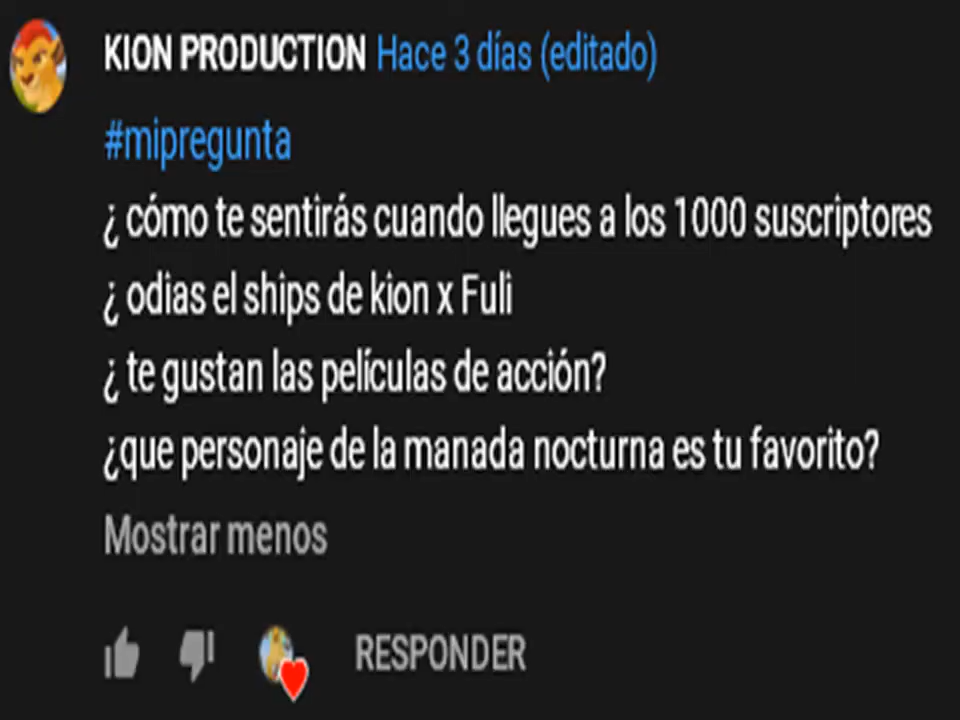 KION PRODUCTION Hace 3 días (editado)
#mipregunta
¿ cómo te sentirás cuando llegues a los 1000 suscriptores
¿ odias el ships de kion x Fuli
¿ te gustan las películas de acción?
¿que personaje de la manada nocturna es tu favorito?
Mostrar menos
RESPONDER